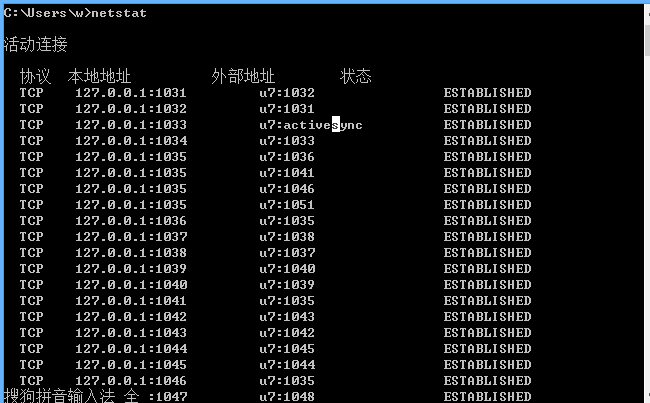 C:\Users\w>netstat
活动连接
协议 本地地址 外部地址 状态
TCP 127.0.0.1:1031 u7:1032 ESTABLISHED
TCP 127.0.0.1:1032 u7:1031 ESTABLISHED
TCP 127.0.0.1:1033 u7:activesync ESTABLISHED
TCP 127.0.0.1:1034 u7:1033 ESTABLISHED
TCP 127.0.0.1:1035 u7:1036 ESTABLISHED
TCP 127.0.0.1:1035 u7:1041 ESTABLISHED
TCP 127.0.0.1:1035 u7:1046 ESTABLISHED
TCP 127.0.0.1:1035 u7:1051 ESTABLISHED
TCP 127.0.0.1:1036 u7:1035 ESTABLISHED
TCP 127.0.0.1:1037 u7:1038 ESTABLISHED
TCP 127.0.0.1:1038 u7:1037 ESTABLISHED
TCP 127.0.0.1:1039 u7:1040 ESTABLISHED
TCP 127.0.0.1:1040 u7:1039 ESTABLISHED
TCP 127.0.0.1:1041 u7:1035 ESTABLISHED
TCP 127.0.0.1:1042 u7:1043 ESTABLISHED
TCP 127.0.0.1:1043 u7:1042 ESTABLISHED
TCP 127.0.0.1:1044 u7:1045 ESTABLISHED
TCP 127.0.0.1:1045 u7:1044 ESTABLISHED
TCP 127.0.0.1:1046 u7:1035 ESTABLISHED
搜狗拼音输入法 全 :1047 u7:1048 ESTABLISHED